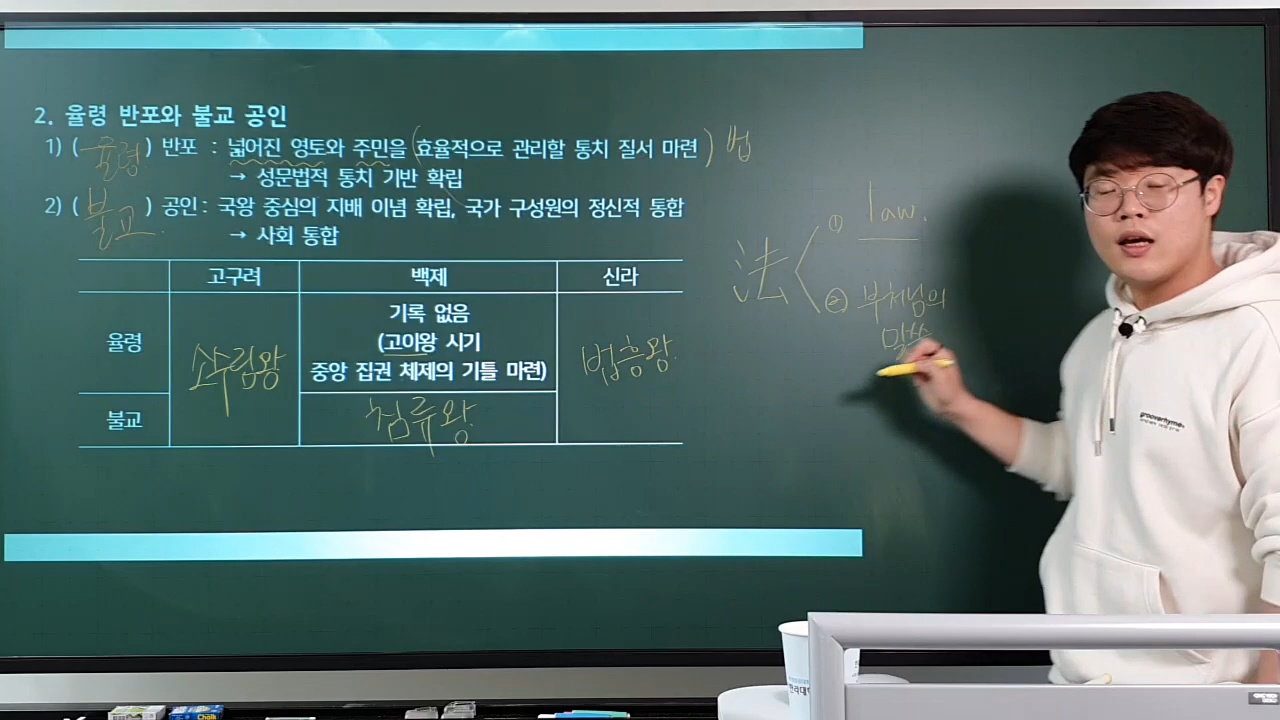 2. 율령 반포와 불교 공인
1) (율령) 반포 : 넓어진 영토와 주민을 (효율적으로 관리할 통치 질서 마련) 법
→ 성문법적 통치 기반 확립
2) (불교) 공인 : 국왕 중심의 지배 이념 확립, 국가 구성원의 정신적 통합
→ 사회 통합
고구려 백제 신라
율령 소수림왕 기록 없음 법흥왕
(고이왕 시기
중앙 집권 체제의 기틀 마련)
불교 침류왕
法 ① law.
② 부처님의
말씀
grooverhyme.
Chalk